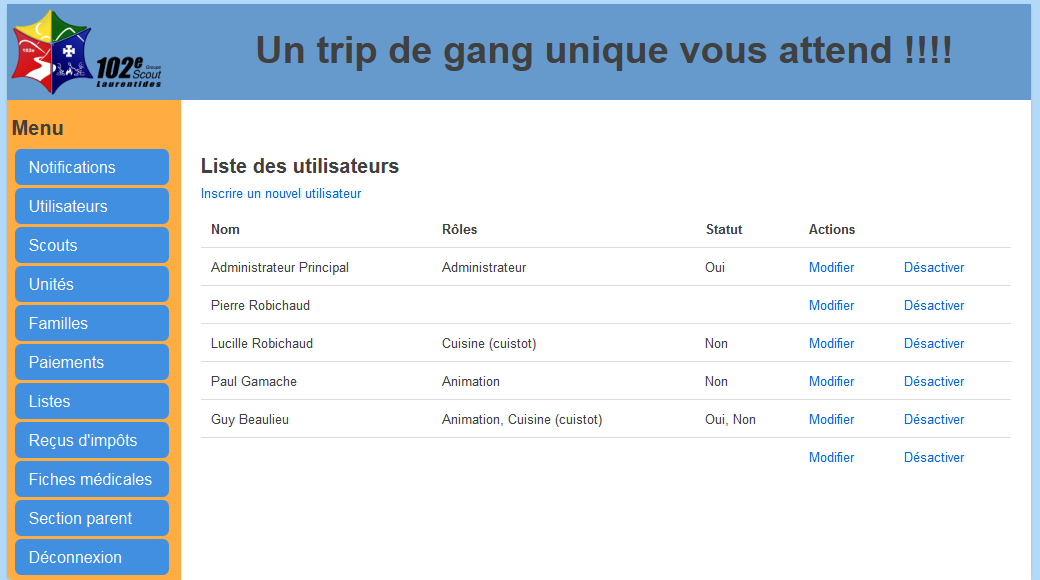 Un trip de gang unique vous attend !!!!
103e
102e Groupe
Scout
Laurentides
Menu
Notifications
Utilisateurs
Scouts
Unités
Familles
Paiements
Listes
Reçus d'impôts
Fiches médicales
Section parent
Déconnexion
Liste des utilisateurs
Inscrire un nouvel utilisateur
Nom Rôles Statut Actions
Administrateur Principal Administrateur Oui Modifier Désactiver
Pierre Robichaud Modifier Désactiver
Lucille Robichaud Cuisine (cuistot) Non Modifier Désactiver
Paul Gamache Animation Non Modifier Désactiver
Guy Beaulieu Animation, Cuisine (cuistot) Oui, Non Modifier Désactiver
Modifier Désactiver